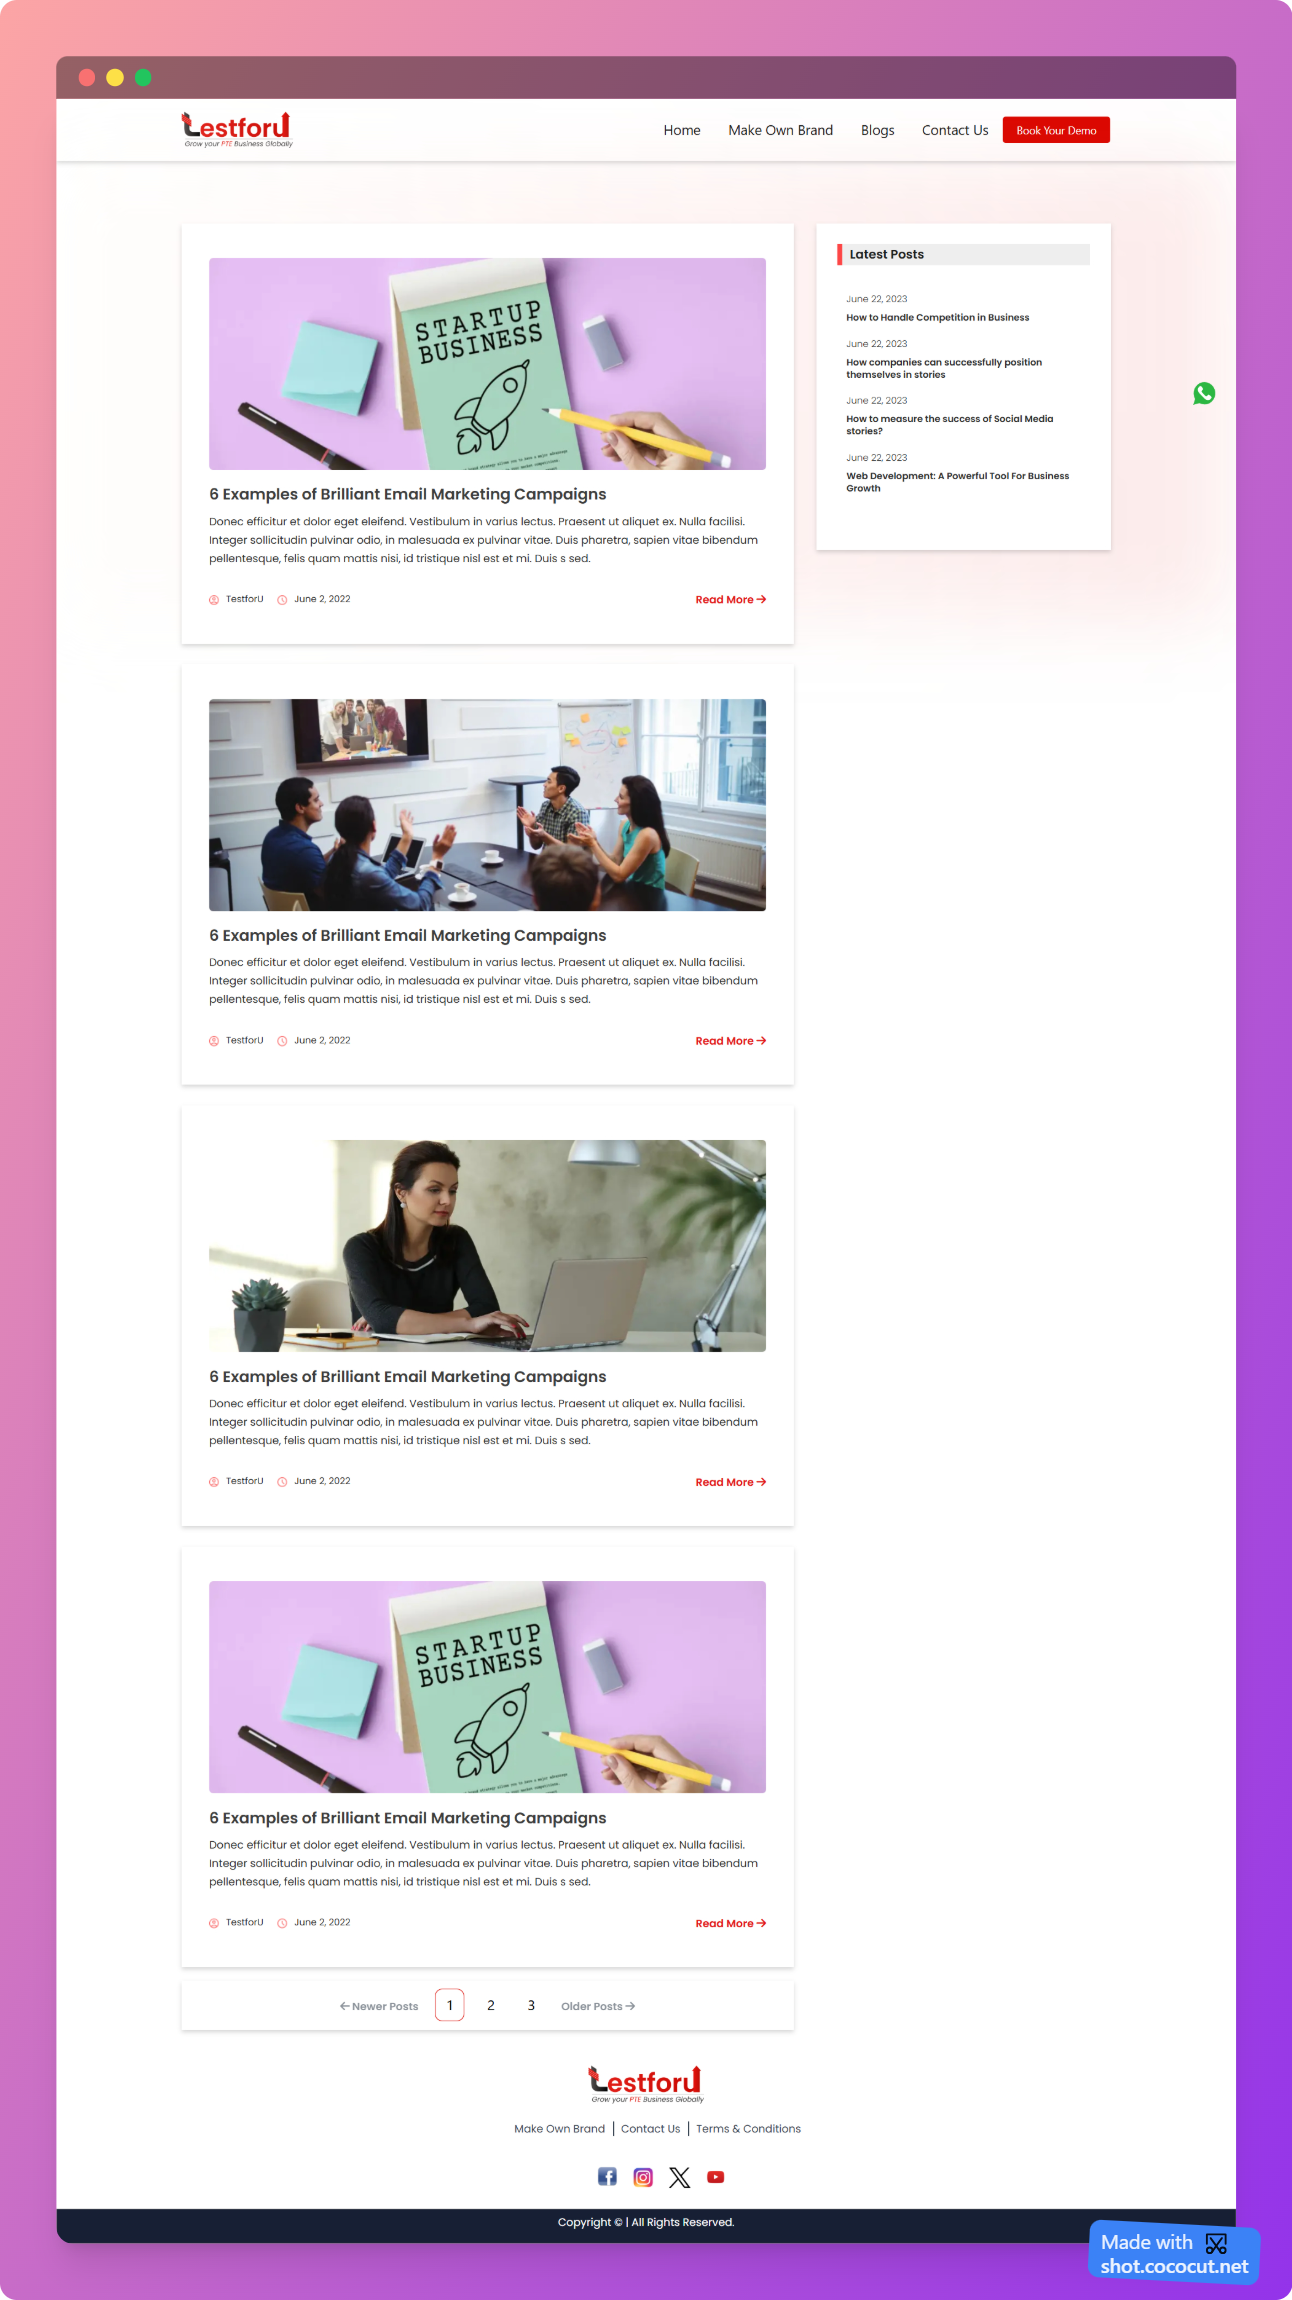 Testforu
Grow your PTE Business Globally
Home
Make Own Brand
Blogs
Contact Us
Book Your Demo
STARTUP
BUSINESS
6 Examples of Brilliant Email Marketing Campaigns
Donec efficitur et dolor eget eleifend. Vestibulum in varius lectus. Praesent ut aliquet ex. Nulla facilisi.
Integer sollicitudin pulvinar odio, in malesuada ex pulvinar vitae. Duis pharetra, sapien vitae bibendum
pellentesque, felis quam mattis nisi, id tristique nisl est et mi. Duis s sed.
TestforU
June 2, 2022
Read More →
Latest Posts
June 22, 2023
How to Handle Competition in Business
June 22, 2023
How companies can successfully position
themselves in stories
June 22, 2023
How to measure the success of Social Media
stories?
June 22, 2023
Web Development: A Powerful Tool For Business
Growth
6 Examples of Brilliant Email Marketing Campaigns
Donec efficitur et dolor eget eleifend. Vestibulum in varius lectus. Praesent ut aliquet ex. Nulla facilisi.
Integer sollicitudin pulvinar odio, in malesuada ex pulvinar vitae. Duis pharetra, sapien vitae bibendum
pellentesque, felis quam mattis nisi, id tristique nisl est et mi. Duis s sed.
TestforU
June 2, 2022
Read More →
6 Examples of Brilliant Email Marketing Campaigns
Donec efficitur et dolor eget eleifend. Vestibulum in varius lectus. Praesent ut aliquet ex. Nulla facilisi.
Integer sollicitudin pulvinar odio, in malesuada ex pulvinar vitae. Duis pharetra, sapien vitae bibendum
pellentesque, felis quam mattis nisi, id tristique nisl est et mi. Duis s sed.
TestforU
June 2, 2022
Read More →
STARTUP
BUSINESS
6 Examples of Brilliant Email Marketing Campaigns
Donec efficitur et dolor eget eleifend. Vestibulum in varius lectus. Praesent ut aliquet ex. Nulla facilisi.
Integer sollicitudin pulvinar odio, in malesuada ex pulvinar vitae. Duis pharetra, sapien vitae bibendum
pellentesque, felis quam mattis nisi, id tristique nisl est et mi. Duis s sed.
TestforU
June 2, 2022
Read More →
← Newer Posts 1 2 3 Older Posts →
Testforu
Grow your PTE Business Globally
Make Own Brand | Contact Us | Terms & Conditions
Copyright © | All Rights Reserved.
Made with
shot.cococut.net